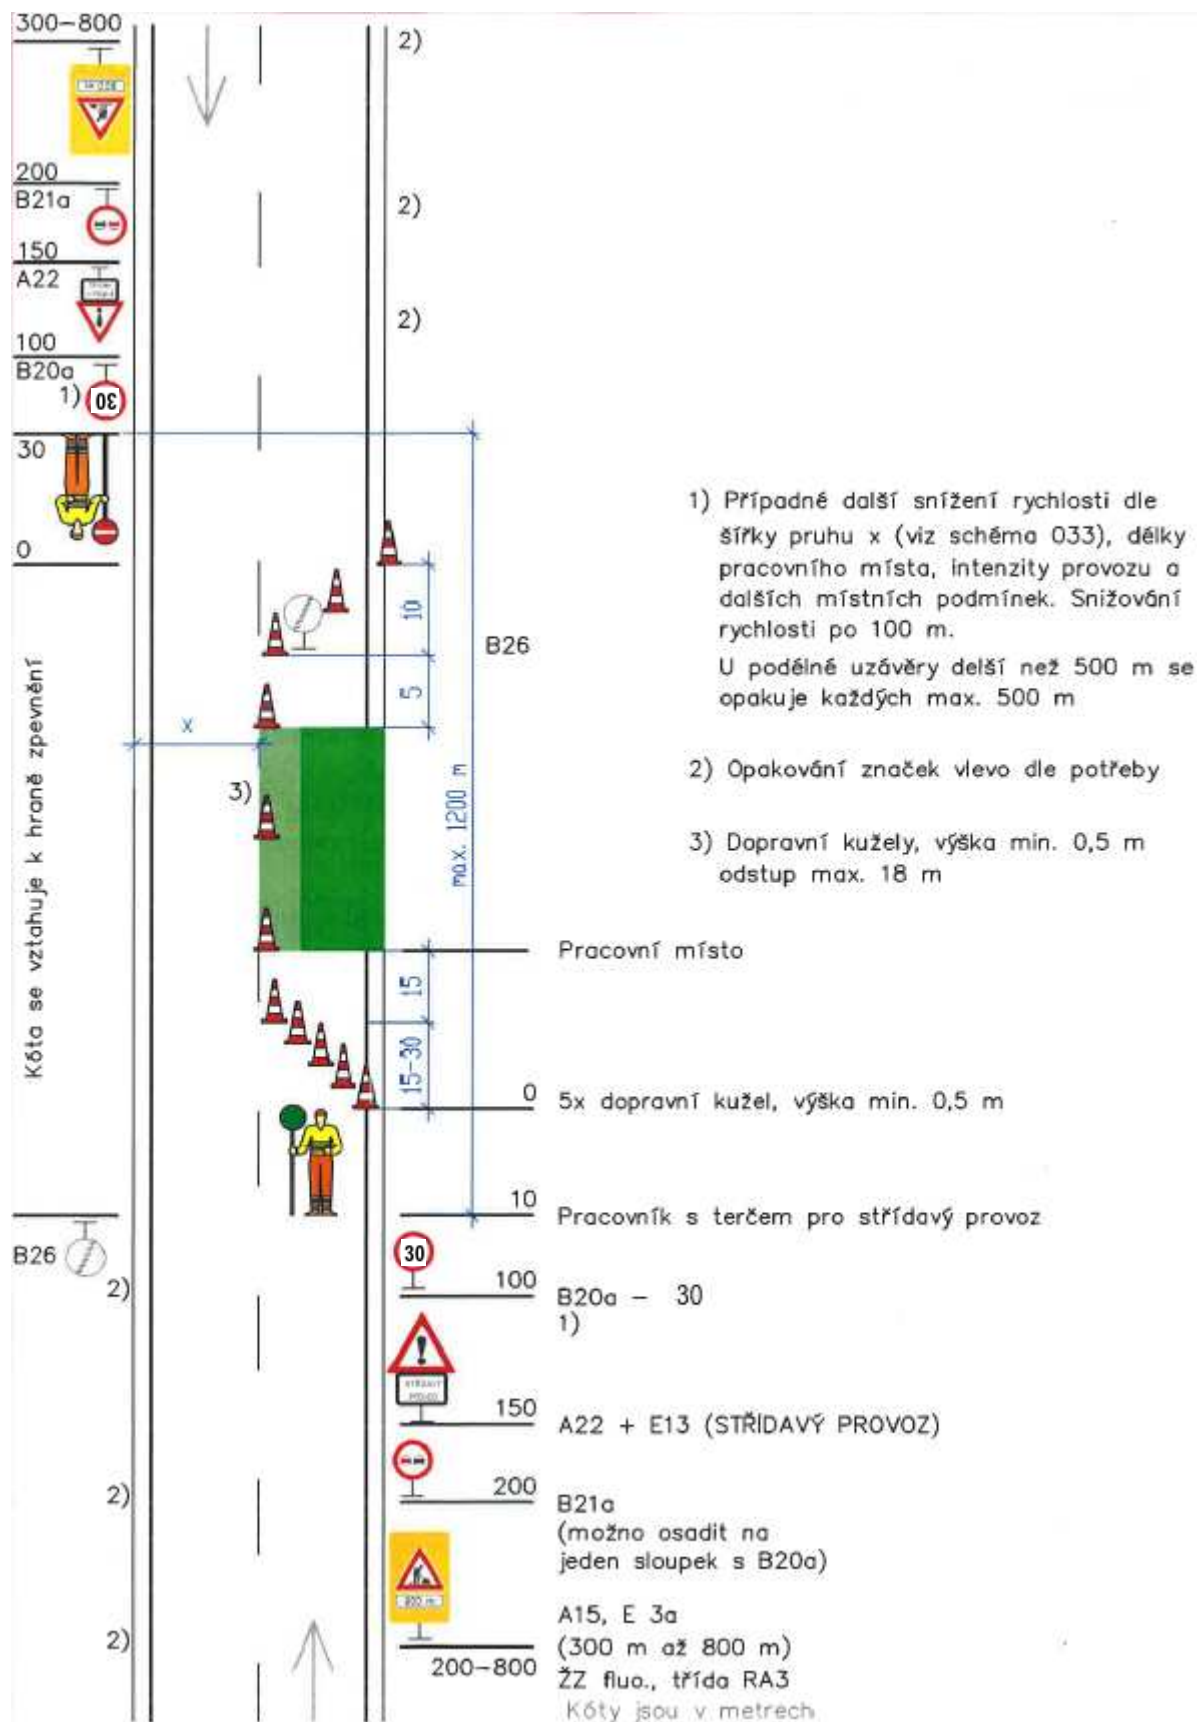 300-800
2)
200
B21a
2)
150
A22
2)
100
B20a
1)
30
30
0
10
B26
5
x
3)
max. 1200 m
Kóta se vztahuje k hraně zpevnění
1) Případné další snížení rychlosti dle
šířky pruhu x (viz schéma 033), délky
pracovního místa, intenzity provozu a
dalších místních podmínek. Snižování
rychlosti po 100 m.
U podélné uzávěry delší než 500 m se
opakuje každých max. 500 m
2) Opakování značek vlevo dle potřeby
3) Dopravní kužely, výška min. 0,5 m
odstup max. 18 m
Pracovní místo
15
15-30
0
5x dopravní kužel, výška min. 0,5 m
10
Pracovník s terčem pro střídavý provoz
B26
30
2)
100
B20a - 30
1)
150
A22 + E13 (STŘÍDAVÝ PROVOZ)
2)
200
B21a
(možno osadit na
jeden sloupek s B20a)
2)
200-800
A15, E 3a
(300 m až 800 m)
ŽZ fluo., třída RA3
Kóty jsou v metrech